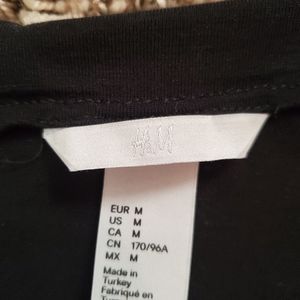 H&M
EUR M
US M
CA M
CN 170/96A
MX M
Made in
Turkey
Fabriqué en